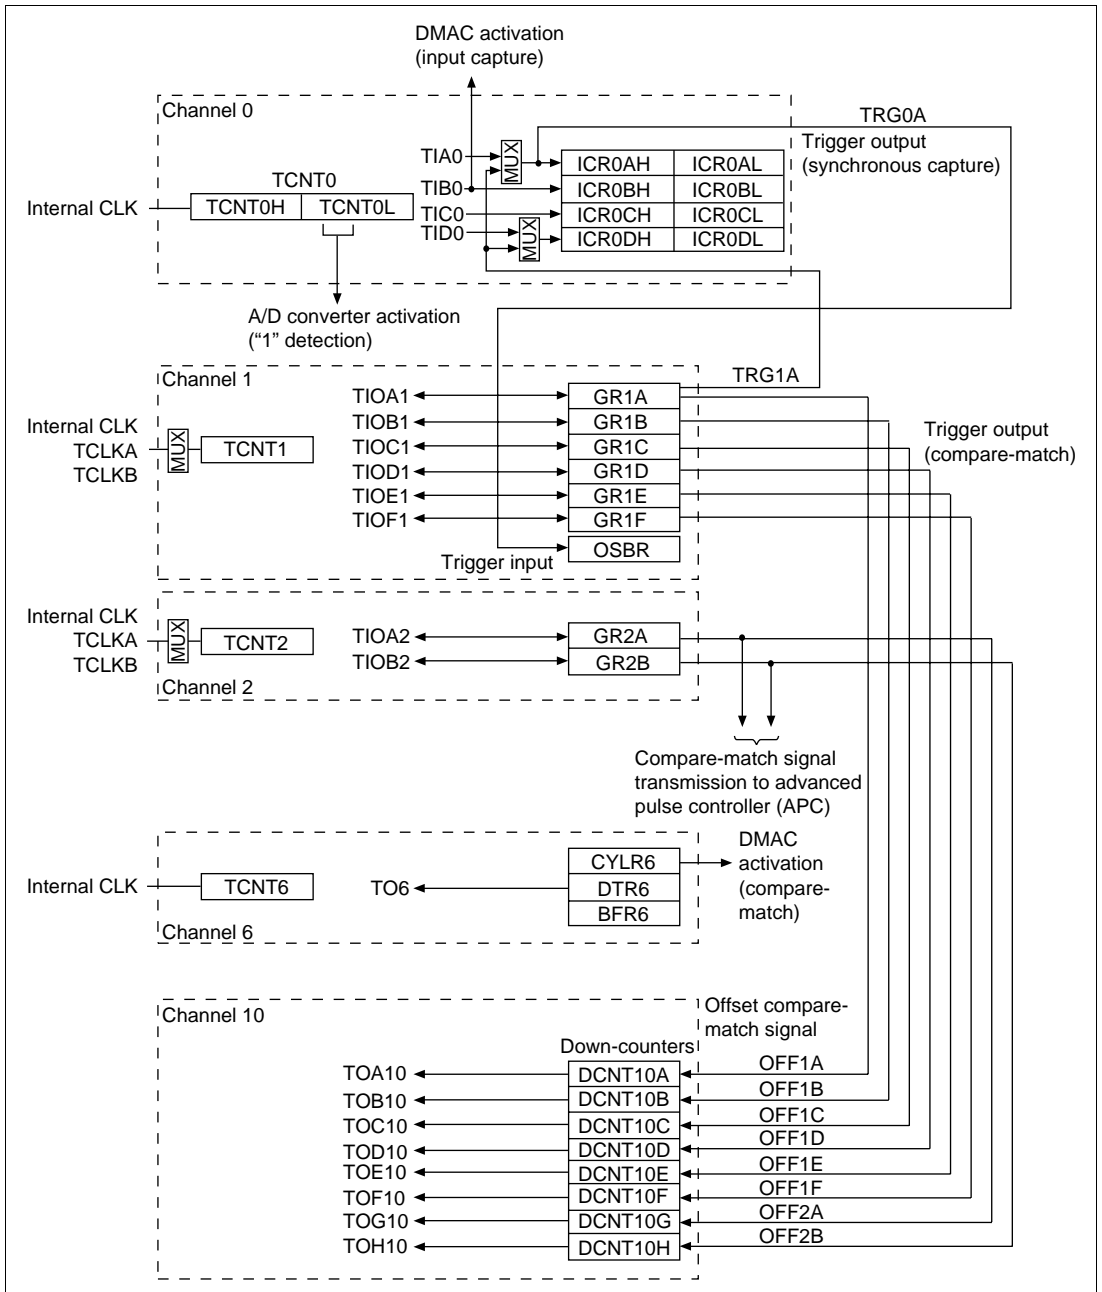 DMAC activation
(input capture)
Channel 0
TRG0A
Trigger output
(synchronous capture)
TIA0
MUX
ICR0AH ICR0AL
TCNT0
TIB0
ICR0BH ICR0BL
Internal CLK
TCNT0H TCNT0L
TIC0
ICR0CH ICR0CL
TID0
MUX
ICR0DH ICR0DL
A/D converter activation
(“1” detection)
Channel 1
TRG1A
TIOA1
GR1A
Internal CLK
TIOB1
GR1B
Trigger output
(compare-match)
TCLKA
MUX
TCNT1
TIOC1
GR1C
TCLKB
TIOD1
GR1D
TIOE1
GR1E
TIOF1
GR1F
OSBR
Trigger input
Internal CLK
TCLKA
MUX
TCNT2
TIOA2
GR2A
TCLKB
TIOB2
GR2B
Channel 2
Compare-match signal
transmission to advanced
pulse controller (APC)
DMAC
activation
(compare-
match)
CYLR6
Internal CLK
TCNT6
TO6
DTR6
BFR6
Channel 6
Channel 10
Offset compare-
match signal
Down-counters
TOA10
DCNT10A
OFF1A
TOB10
DCNT10B
OFF1B
TOC10
DCNT10C
OFF1C
TOD10
DCNT10D
OFF1D
TOE10
DCNT10E
OFF1E
TOF10
DCNT10F
OFF1F
TOG10
DCNT10G
OFF2A
TOH10
DCNT10H
OFF2B